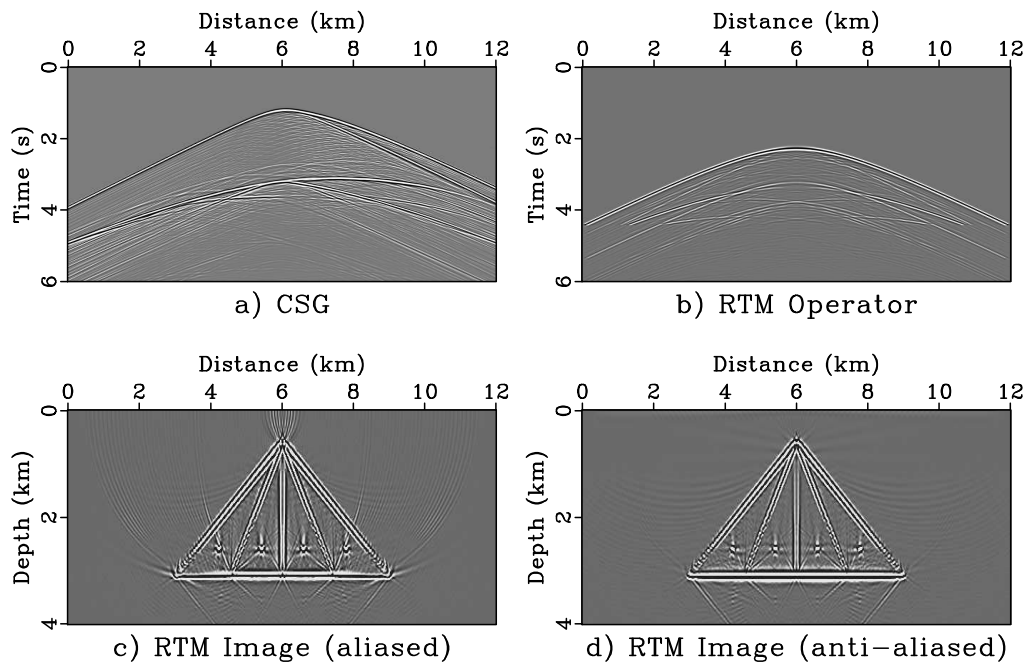 Distance (km)
0 2 4 6 8 10 12
Time (s)
0
2
4
6
a) CSG
Distance (km)
0 2 4 6 8 10 12
Time (s)
0
2
4
6
b) RTM Operator
Distance (km)
0 2 4 6 8 10 12
Depth (km)
0
2
4
c) RTM Image (aliased)
Distance (km)
0 2 4 6 8 10 12
Depth (km)
0
2
4
d) RTM Image (anti-aliased)